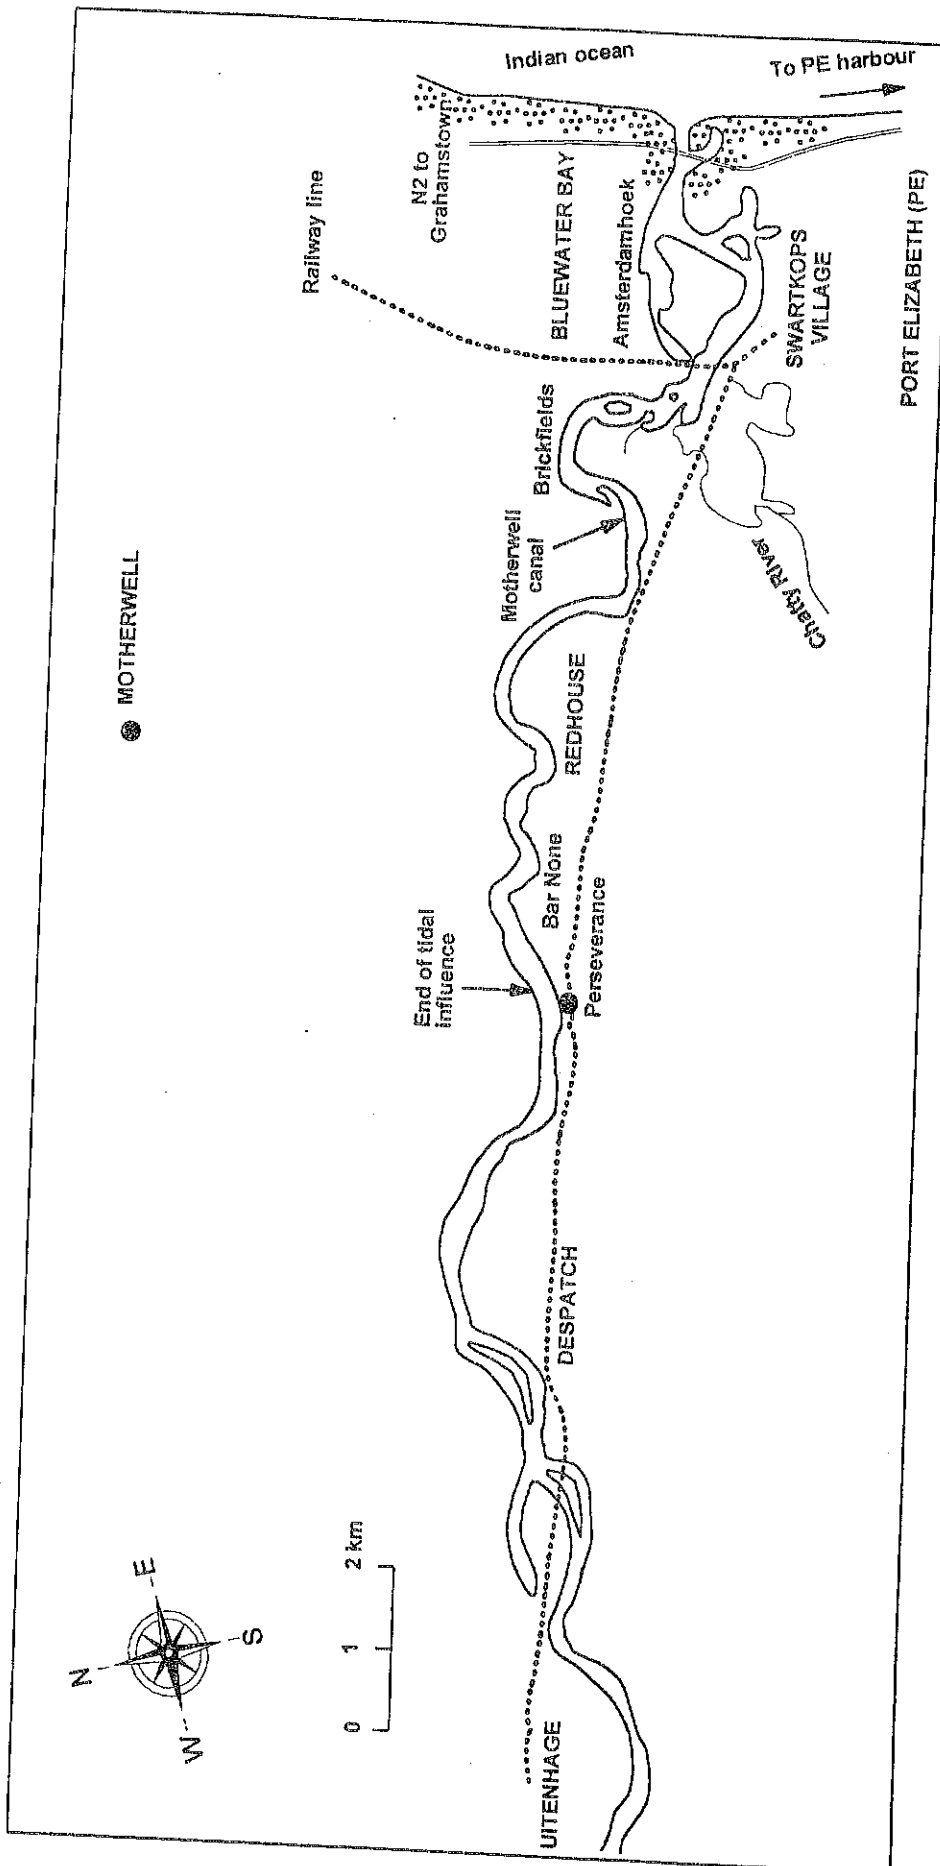 Indian ocean
To PE harbour
N2 to
Grahamstown
Railway line
BLUEWATER BAY
Amsterdamhoek
SWARTKOPS
VILLAGE
PORT ELIZABETH (PE)
Brickfields
Motherwell
canal
Chatty River
MOTHERWELL
REDHOUSE
Bar None
Perseverance
End of tidal
influence
DESPATCH
UITENHAGE
N
E
S
W
0
1
2 km